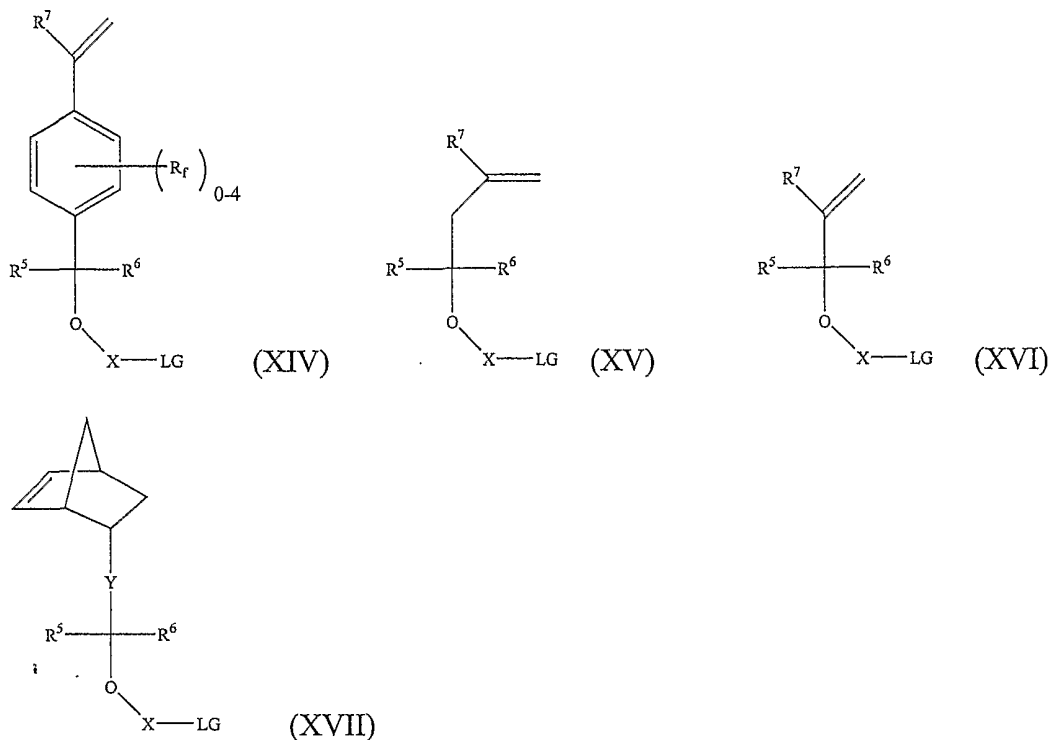 R⁷
(R_f)0-4
R⁵ R⁶
O
X—LG (XIV)
R⁷
R⁵ R⁶
O
X—LG (XV)
R⁷
R⁵ R⁶
O
X—LG (XVI)
Y
R⁵ R⁶
O
X—LG (XVII)